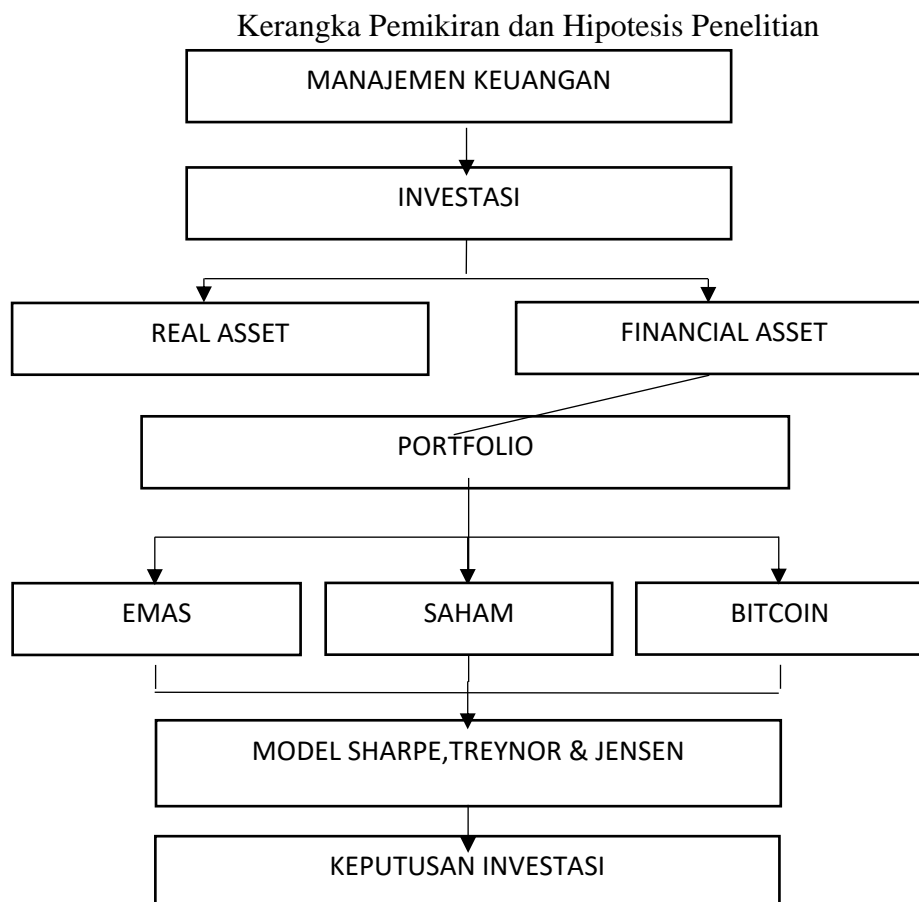 Kerangka Pemikiran dan Hipotesis Penelitian
MANAJEMEN KEUANGAN
INVESTASI
REAL ASSET
FINANCIAL ASSET
PORTFOLIO
EMAS
SAHAM
BITCOIN
MODEL SHARPE,TREYNOR & JENSEN
KEPUTUSAN INVESTASI